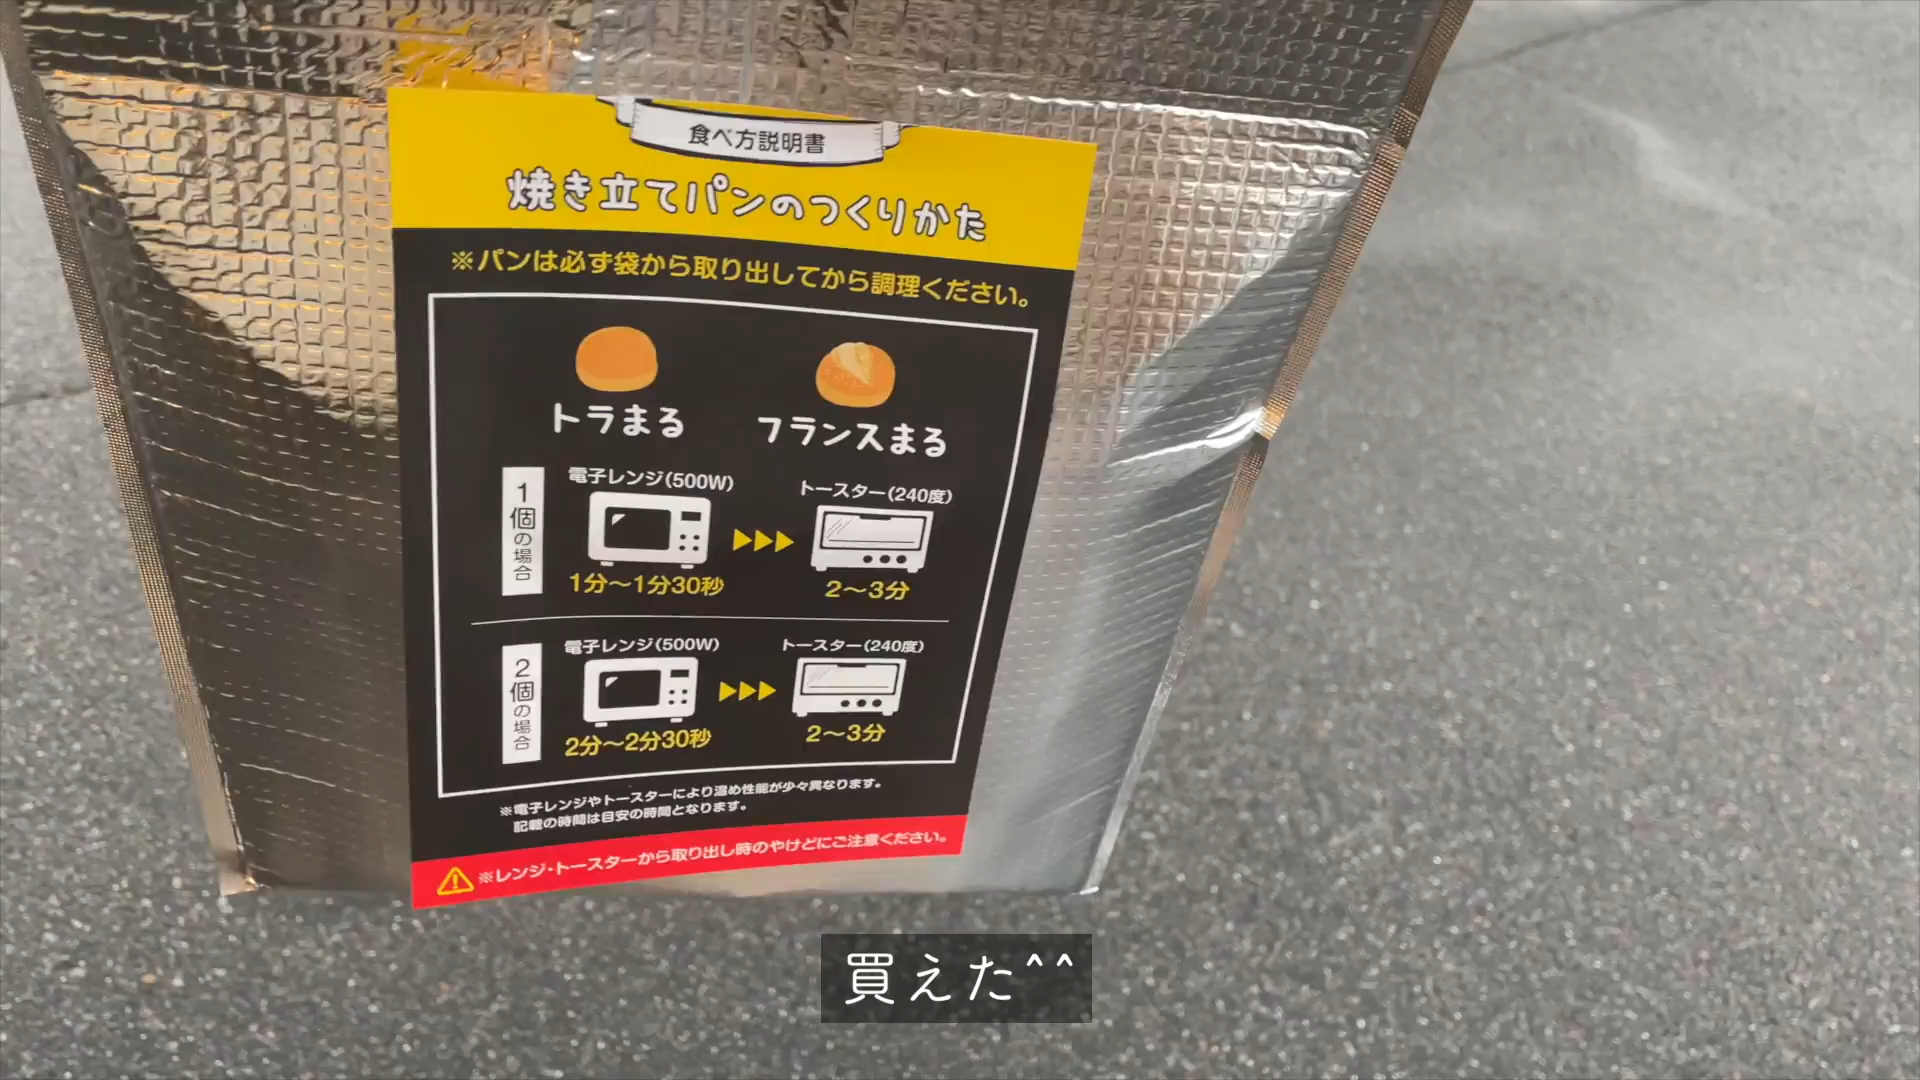 食べ方説明書
焼き立てパンのつくりかた
※パンは必ず袋から取り出してから調理ください。
トラまる
フランスまる
1個の場合
電子レンジ(500W)
トースター(240度)
1分〜1分30秒
2〜3分
2個の場合
電子レンジ(500W)
トースター(240度)
2分〜2分30秒
2〜3分
※電子レンジやトースターにより温め性能が少々異なります。
記載の時間は目安の時間となります。
※レンジ・トースターから取り出し時のやけどにご注意ください。
買えた^^